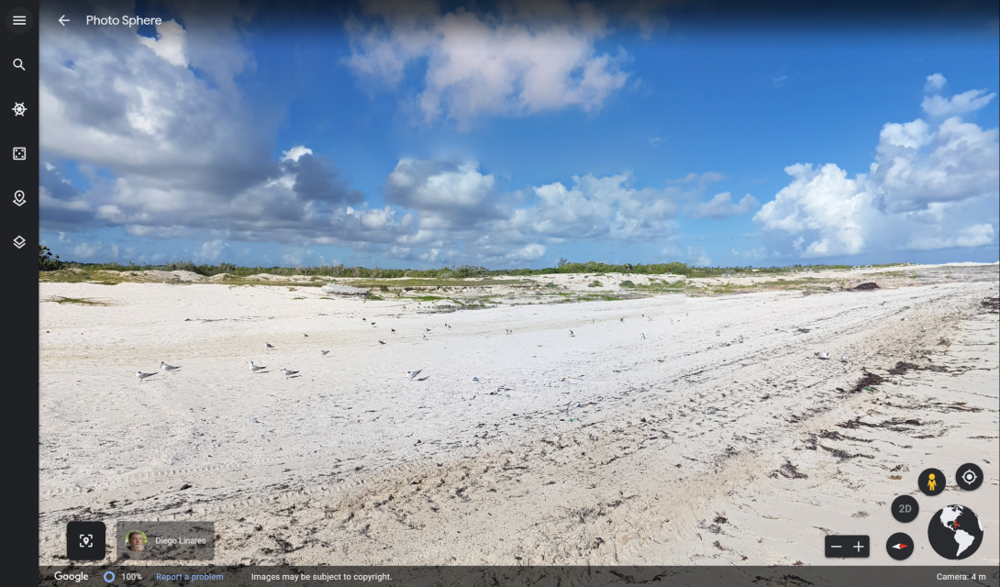 Photo Sphere
Diego Linares
2D
Google 100% Report a problem Images may be subject to copyright. Camera: 4 m